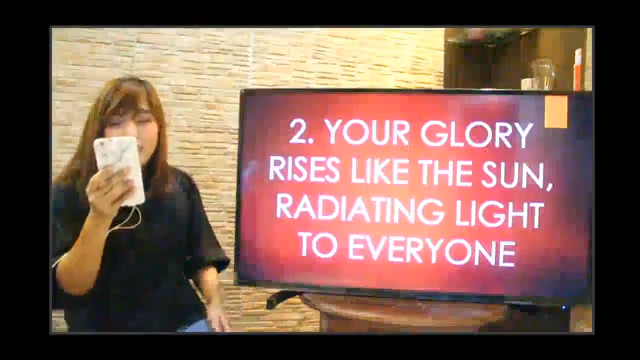 2. YOUR GLORY
RISES LIKE THE SUN,
RADIATING LIGHT
TO EVERYONE